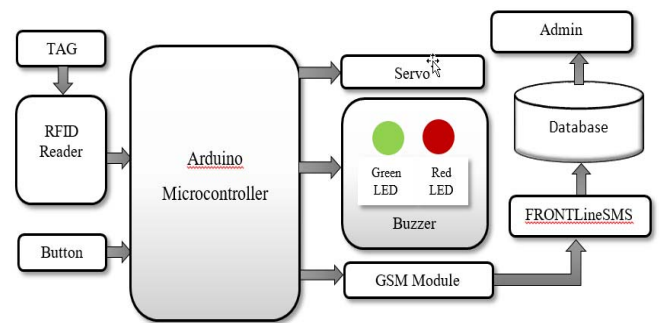 TAG
RFID
Reader
Button
Arduino
Microcontroller
Servo
Green
LED
Red
LED
Buzzer
GSM Module
Admin
Database
FRONTLineSMS